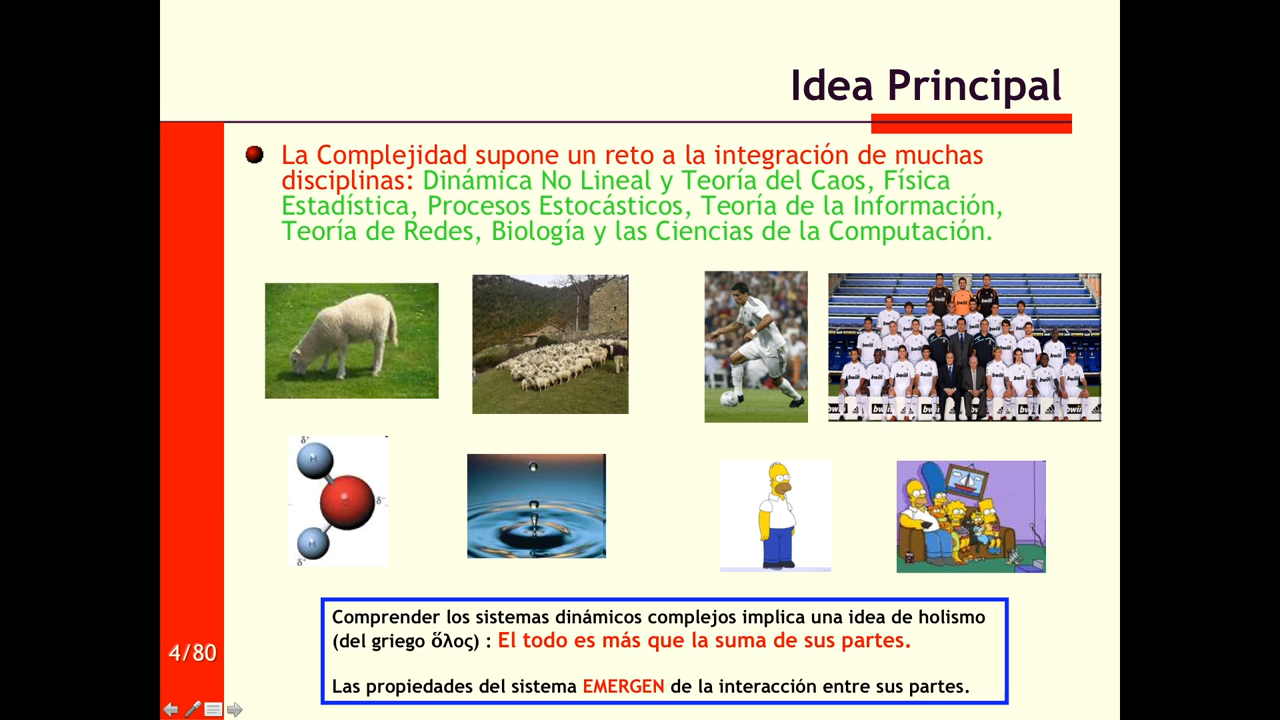 Idea Principal
La Complejidad supone un reto a la integración de muchas
disciplinas: Dinámica No Lineal y Teoría del Caos, Física
Estadística, Procesos Estocásticos, Teoría de la Información,
Teoría de Redes, Biología y las Ciencias de la Computación.
δ⁺
H
δ⁻
H
δ⁺
bwin
Comprender los sistemas dinámicos complejos implica una idea de holismo
(del griego ὅλος) : El todo es más que la suma de sus partes.
Las propiedades del sistema EMERGEN de la interacción entre sus partes.
4/80